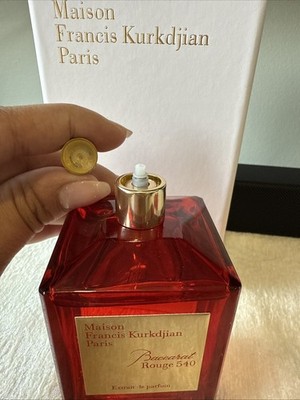 Maison
Francis Kurkdjian
Paris
Maison
Francis Kurkdjian
Paris
Baccarat
Rouge 540
Extrait de parfum